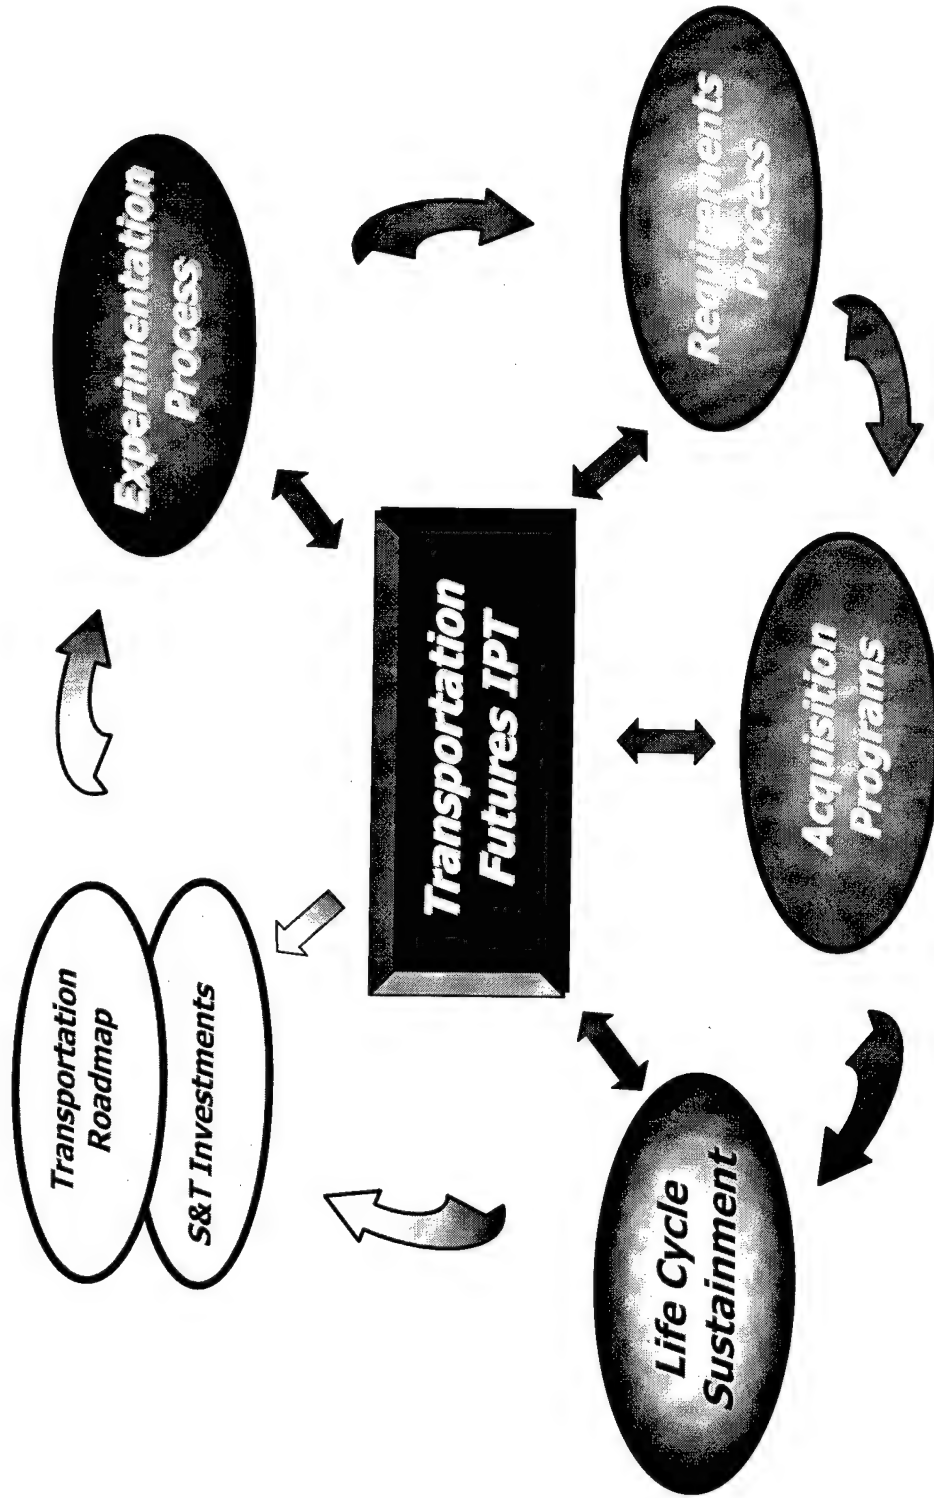 Transportation
Roadmap
S&T Investments
Experimentation
Process
Transportation
Futures IPT
Life Cycle
Sustainment
Requirements
Process
Acquisition
Programs